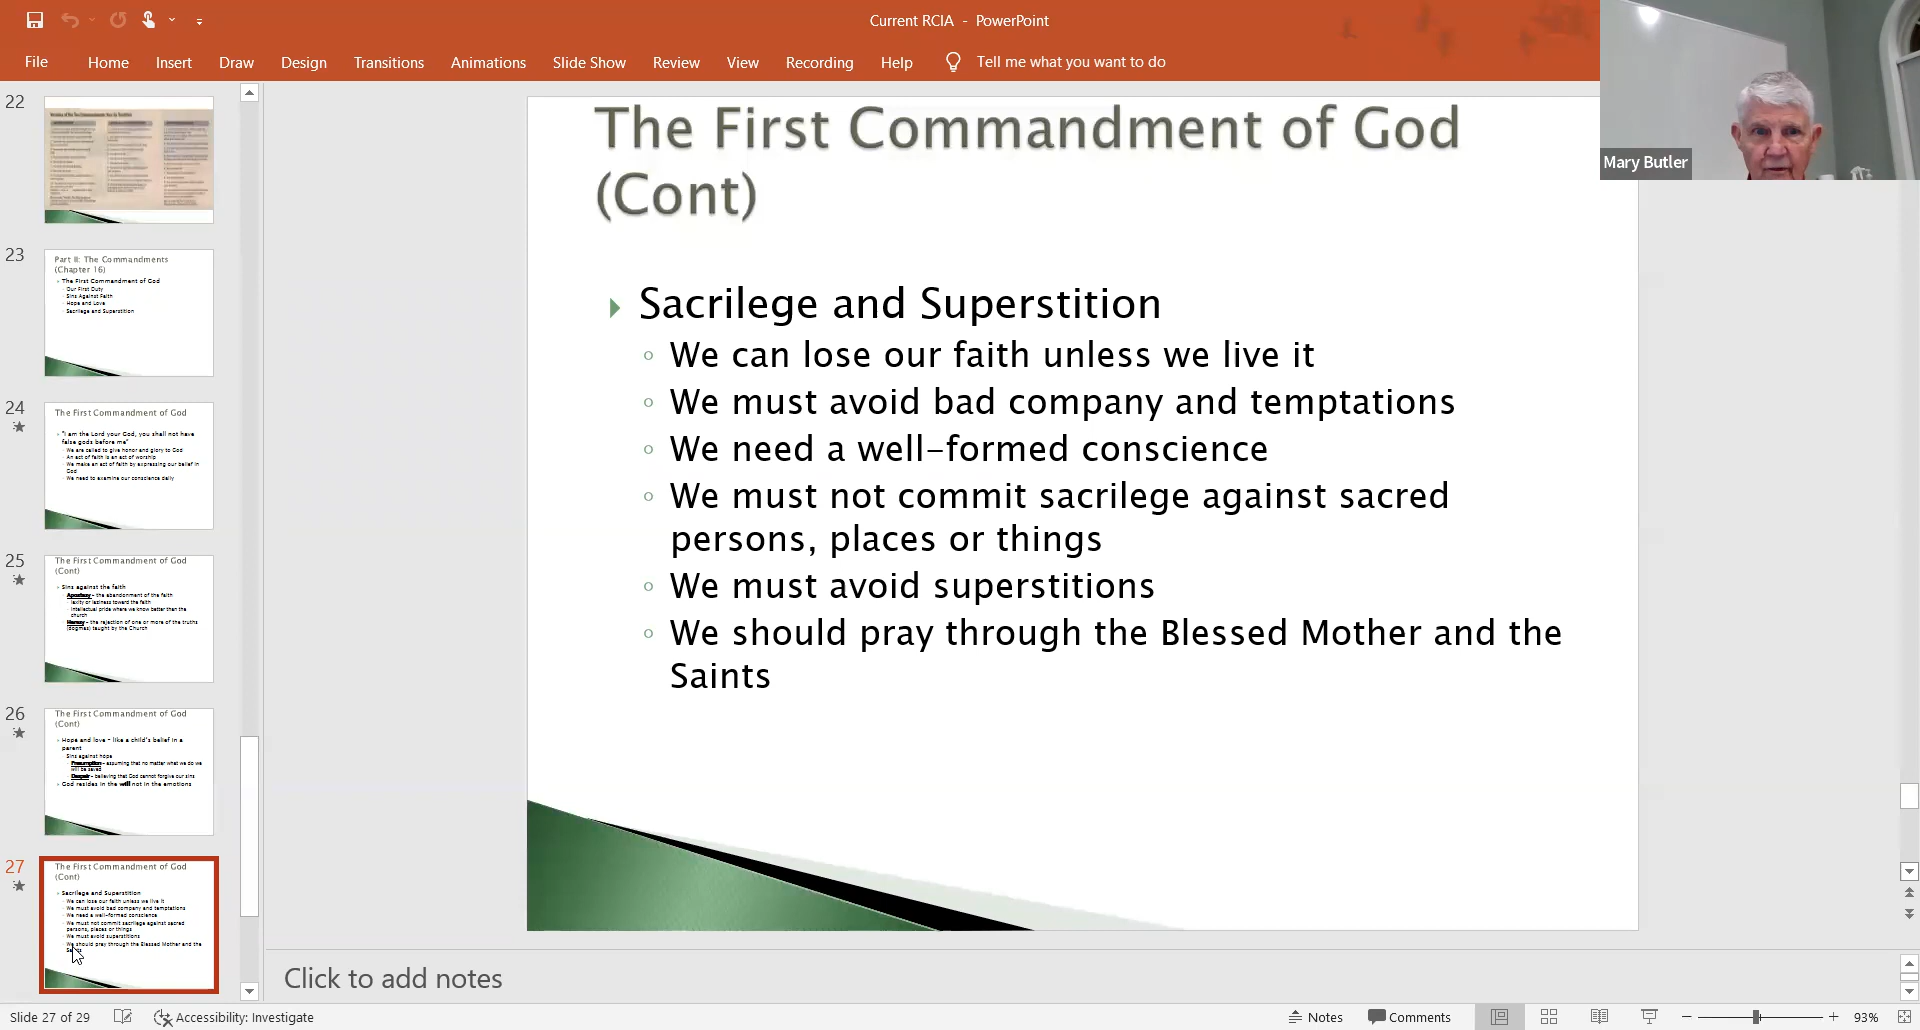 Current RCIA - PowerPoint
File Home Insert Draw Design Transitions Animations Slide Show Review View Recording Help Tell me what you want to do
Mary Butler
22
23
Part II: The Commandments
(Chapter 16)
The First Commandment of God
Our First Duty
Sins Against Faith
Hope and Love
Sacrilege and Superstition
24
The First Commandment of God
"I am the Lord your God, you shall not have
false gods before me"
We are called to give honor and glory to God
An act of faith is an act of worship
We make an act of faith by expressing our belief in
God
We need to examine our conscience daily
25
The First Commandment of God
(Cont)
Sins against the faith
Apostasy - the abandonment of the faith
laxity or laziness toward the faith
Intellectual pride where we know better than the
church
Heresy - the rejection of one or more of the truths
(dogmas) taught by the Church
26
The First Commandment of God
(Cont)
Hope and love - like a child's belief in a
parent
Sins against hope
Presumption - assuming that no matter what we do we
will be saved
Despair - believing that God cannot forgive our sins
God resides in the will not in the emotions
27
The First Commandment of God
(Cont)
Sacrilege and Superstition
We can lose our faith unless we live it
We must avoid bad company and temptations
We need a well-formed conscience
We must not commit sacrilege against sacred
persons, places or things
We must avoid superstitions
We should pray through the Blessed Mother and the
Saints
The First Commandment of God
(Cont)
Sacrilege and Superstition
We can lose our faith unless we live it
We must avoid bad company and temptations
We need a well-formed conscience
We must not commit sacrilege against sacred
persons, places or things
We must avoid superstitions
We should pray through the Blessed Mother and the
Saints
Click to add notes
Slide 27 of 29 Accessibility: Investigate Notes Comments 93%